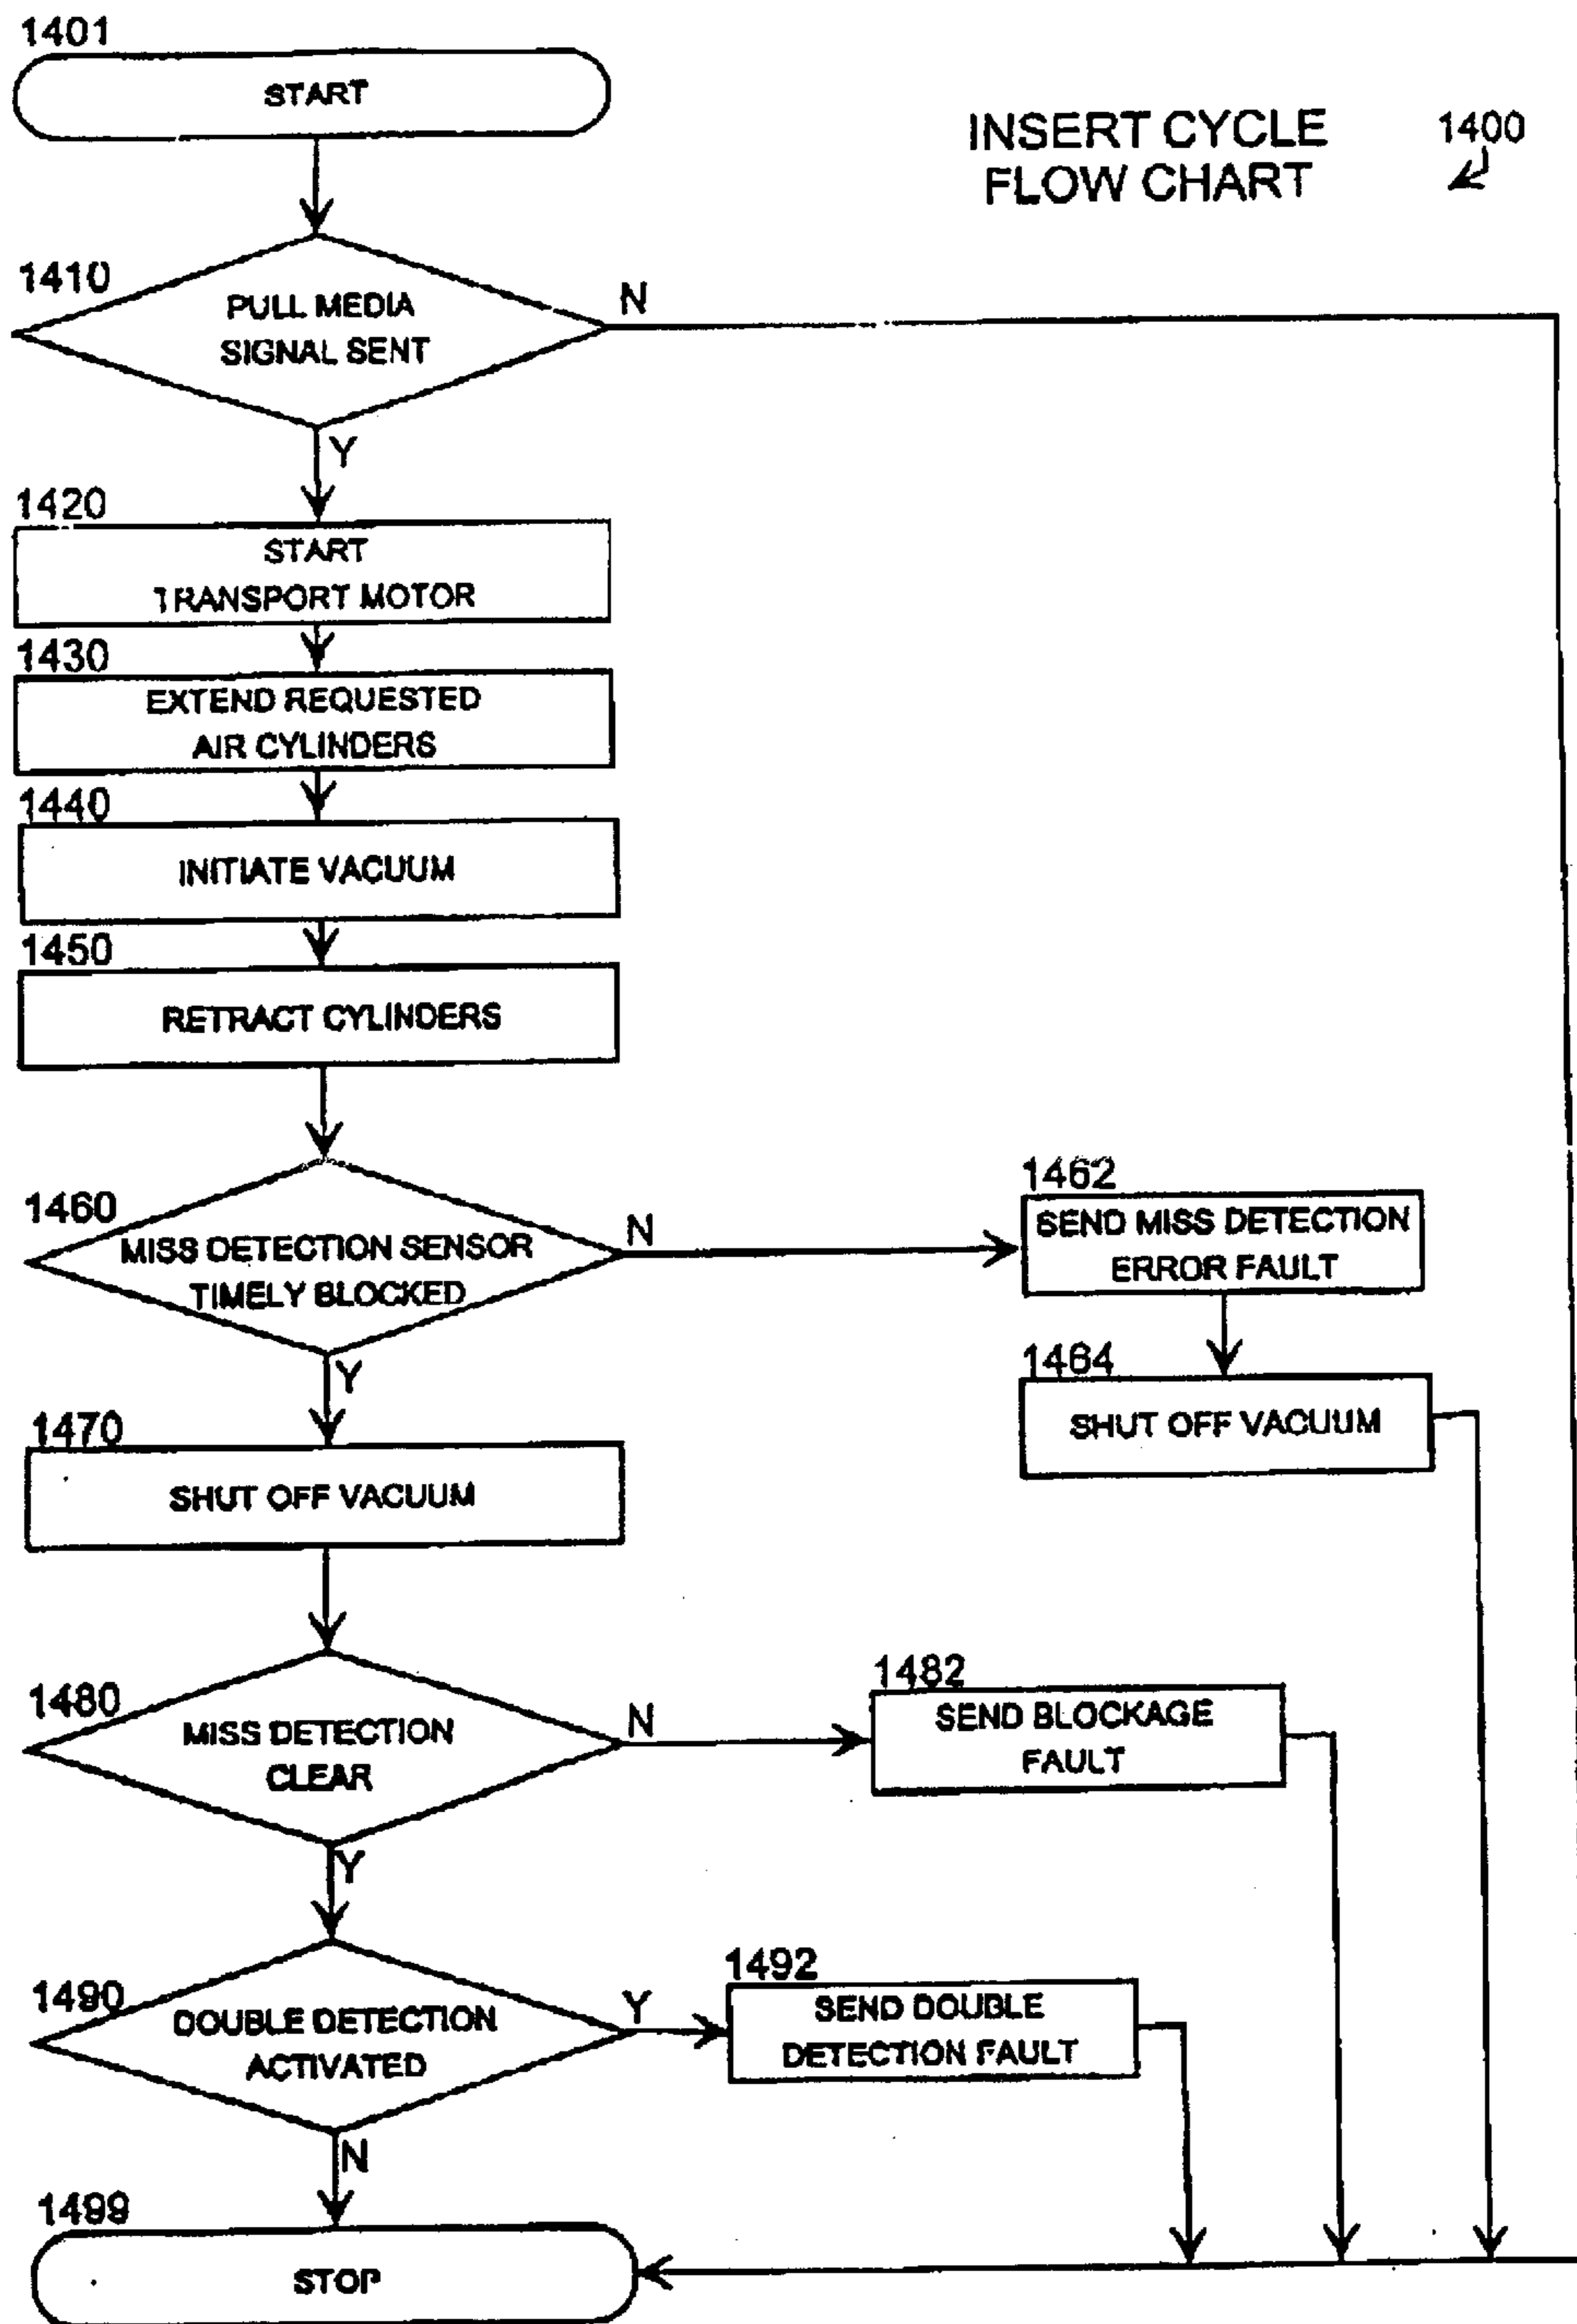 1401
START
INSERT CYCLE
FLOW CHART
1400
1410
PULL MEDIA
SIGNAL SENT
N
Y
1420
START
TRANSPORT MOTOR
1430
EXTEND REQUESTED
AIR CYLINDERS
1440
INITIATE VACUUM
1450
RETRACT CYLINDERS
1460
MISS DETECTION SENSOR
TIMELY BLOCKED
N
1462
SEND MISS DETECTION
ERROR FAULT
Y
1464
SHUT OFF VACUUM
1470
SHUT OFF VACUUM
1480
MISS DETECTION
CLEAR
N
1482
SEND BLOCKAGE
FAULT
Y
1490
DOUBLE DETECTION
ACTIVATED
Y
1492
SEND DOUBLE
DETECTION FAULT
N
1499
STOP